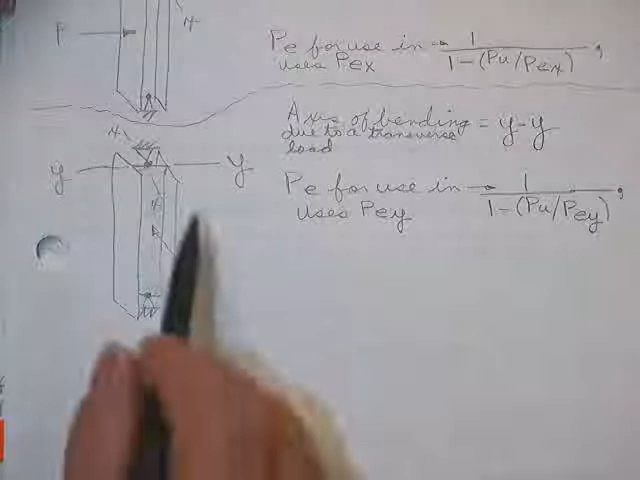 P
Pe for use in → 1
uses Pex 1-(Pu/Pex) ,
Axis of bending
due to a transverse = y-y
load
y y
Pe for use in → 1
uses Pey 1-(Pu/Pey) ,